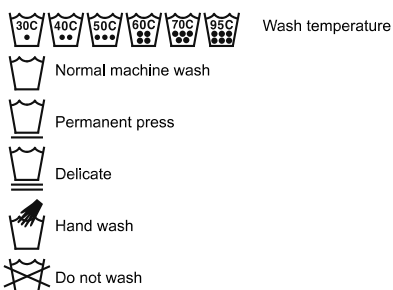 30C 40C 50C 60C 70C 95C Wash temperature
Normal machine wash
Permanent press
Delicate
Hand wash
Do not wash